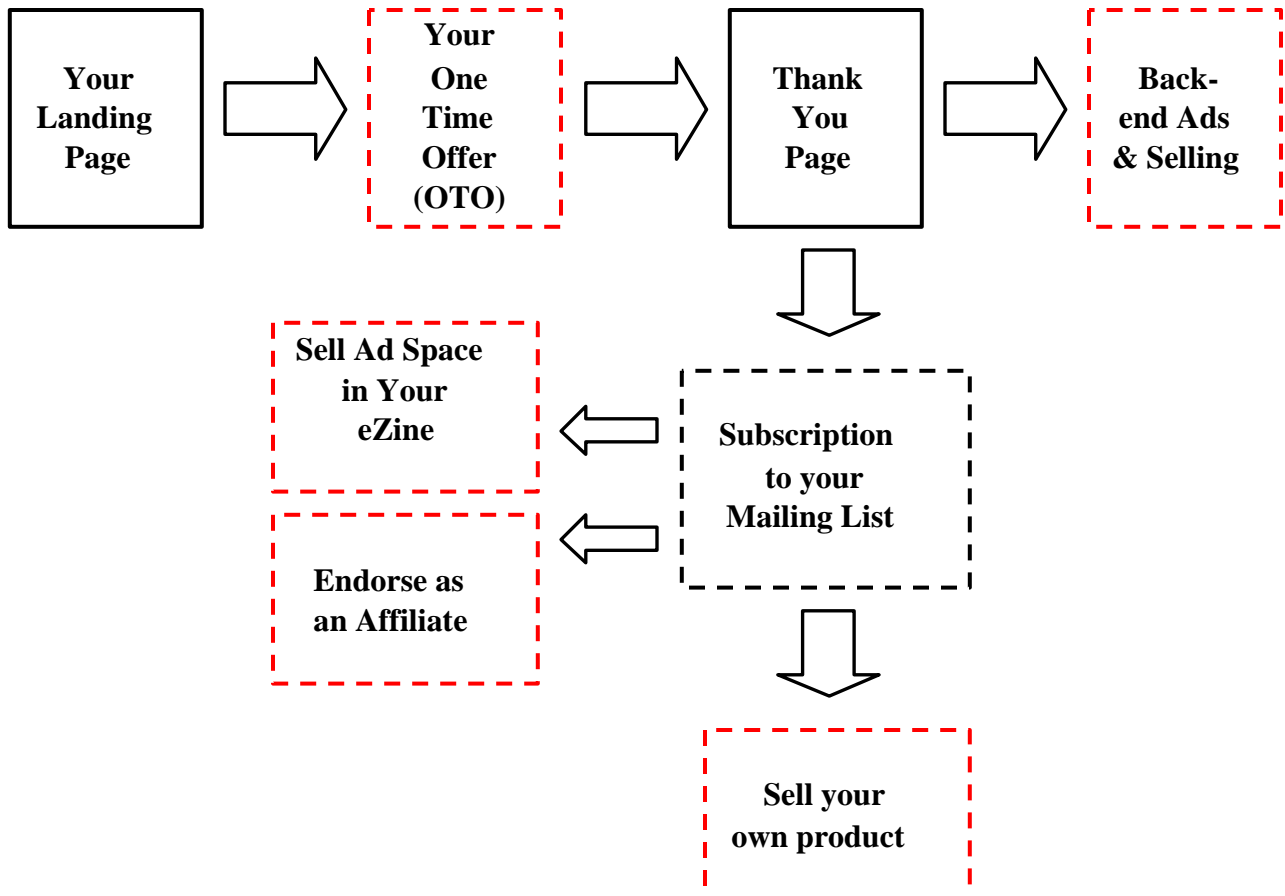 Your
Landing
Page
Your
One
Time
Offer
(OTO)
Thank
You
Page
Back-
end Ads
& Selling
Sell Ad Space
in Your
eZine
Subscription
to your
Mailing List
Endorse as
an Affiliate
Sell your
own product